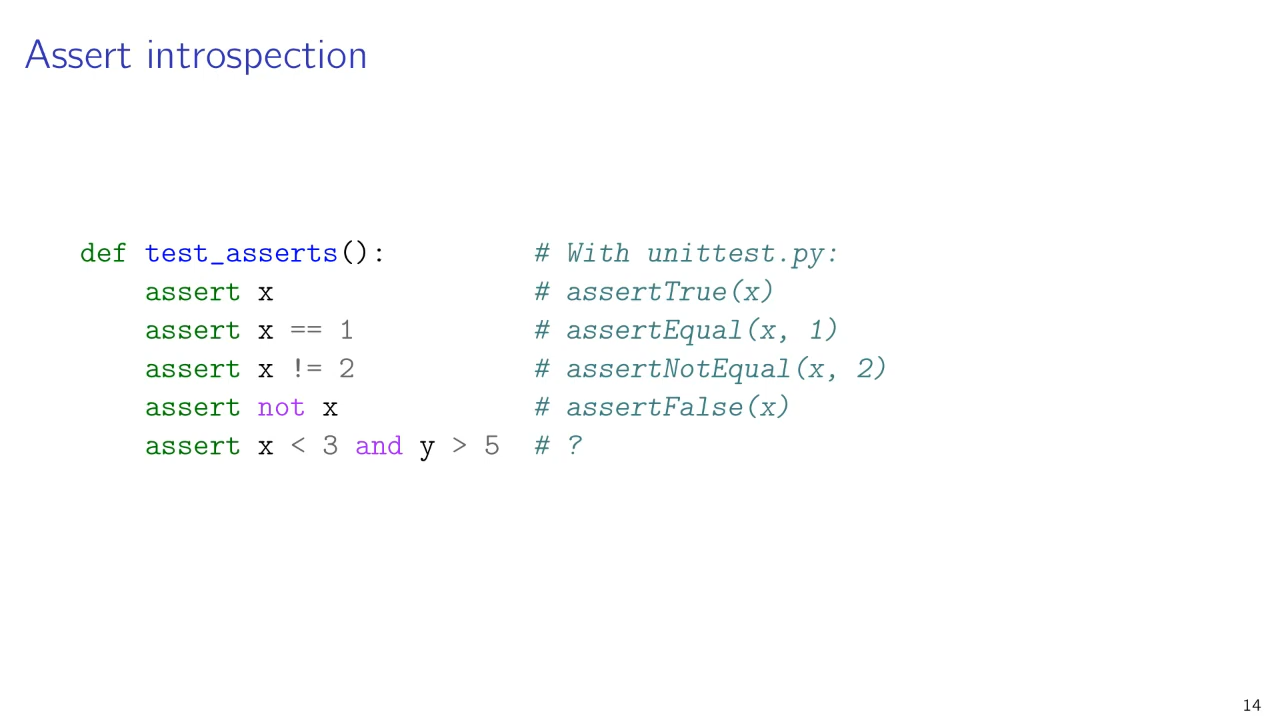 Assert introspection
def test_asserts():         # With unittest.py:
    assert x                # assertTrue(x)
    assert x == 1           # assertEqual(x, 1)
    assert x != 2           # assertNotEqual(x, 2)
    assert not x            # assertFalse(x)
    assert x < 3 and y > 5  # ?
14